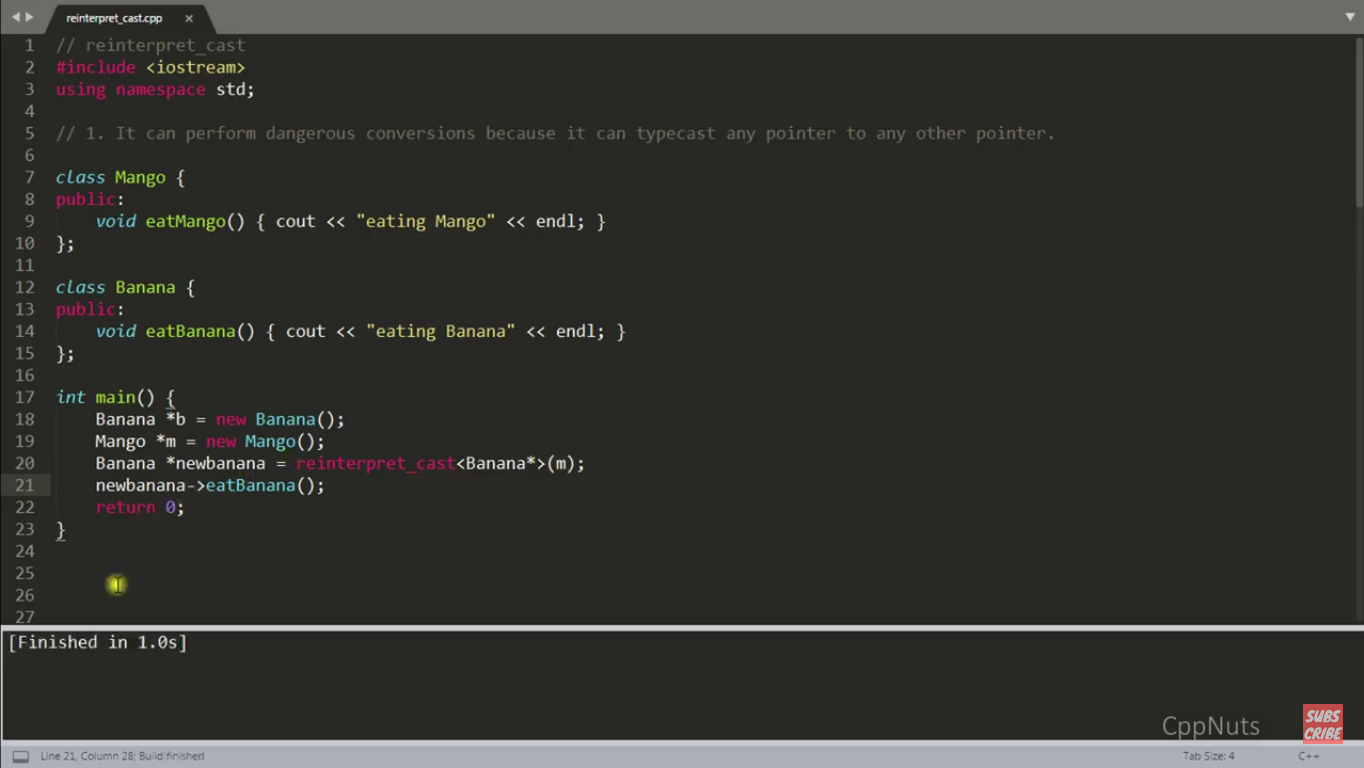 reinterpret_cast.cpp ×
1 // reinterpret_cast
2 #include <iostream>
3 using namespace std;
4
5 // 1. It can perform dangerous conversions because it can typecast any pointer to any other pointer.
6
7 class Mango {
8 public:
9     void eatMango() { cout << "eating Mango" << endl; }
10 };
11
12 class Banana {
13 public:
14     void eatBanana() { cout << "eating Banana" << endl; }
15 };
16
17 int main() {
18     Banana *b = new Banana();
19     Mango *m = new Mango();
20     Banana *newbanana = reinterpret_cast<Banana*>(m);
21     newbanana->eatBanana();
22     return 0;
23 }
24
25
26
27
[Finished in 1.0s]
CppNuts
SUBS
CRIBE
Line 21, Column 28; Build finished
Tab Size: 4
C++